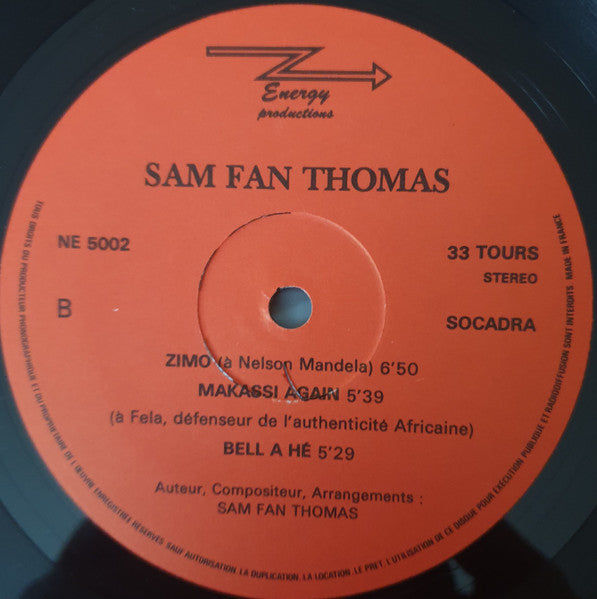 Energy
productions
SAM FAN THOMAS
NE 5002
33 TOURS
STEREO
B
SOCADRA
ZIMO (à Nelson Mandela) 6'50
MAKASSI AGAIN 5'39
(à Fela, défenseur de l'authenticité Africaine)
BELL A HÉ 5'29
Auteur, Compositeur, Arrangements :
SAM FAN THOMAS
TOUS DROITS DU PRODUCTEUR PHONOGRAPHIQUE ET DU PROPRIETAIRE DE L'ŒUVRE ENREGISTRÉE RESERVES. SAUF AUTORISATION. LA DUPLICATION. LA LOCATION. LE PRET. L'UTILISATION DE CE DISQUE POUR EXÉCUTION PUBLIQUE ET RADIODIFFUSION SONT INTERDITS. MADE IN FRANCE